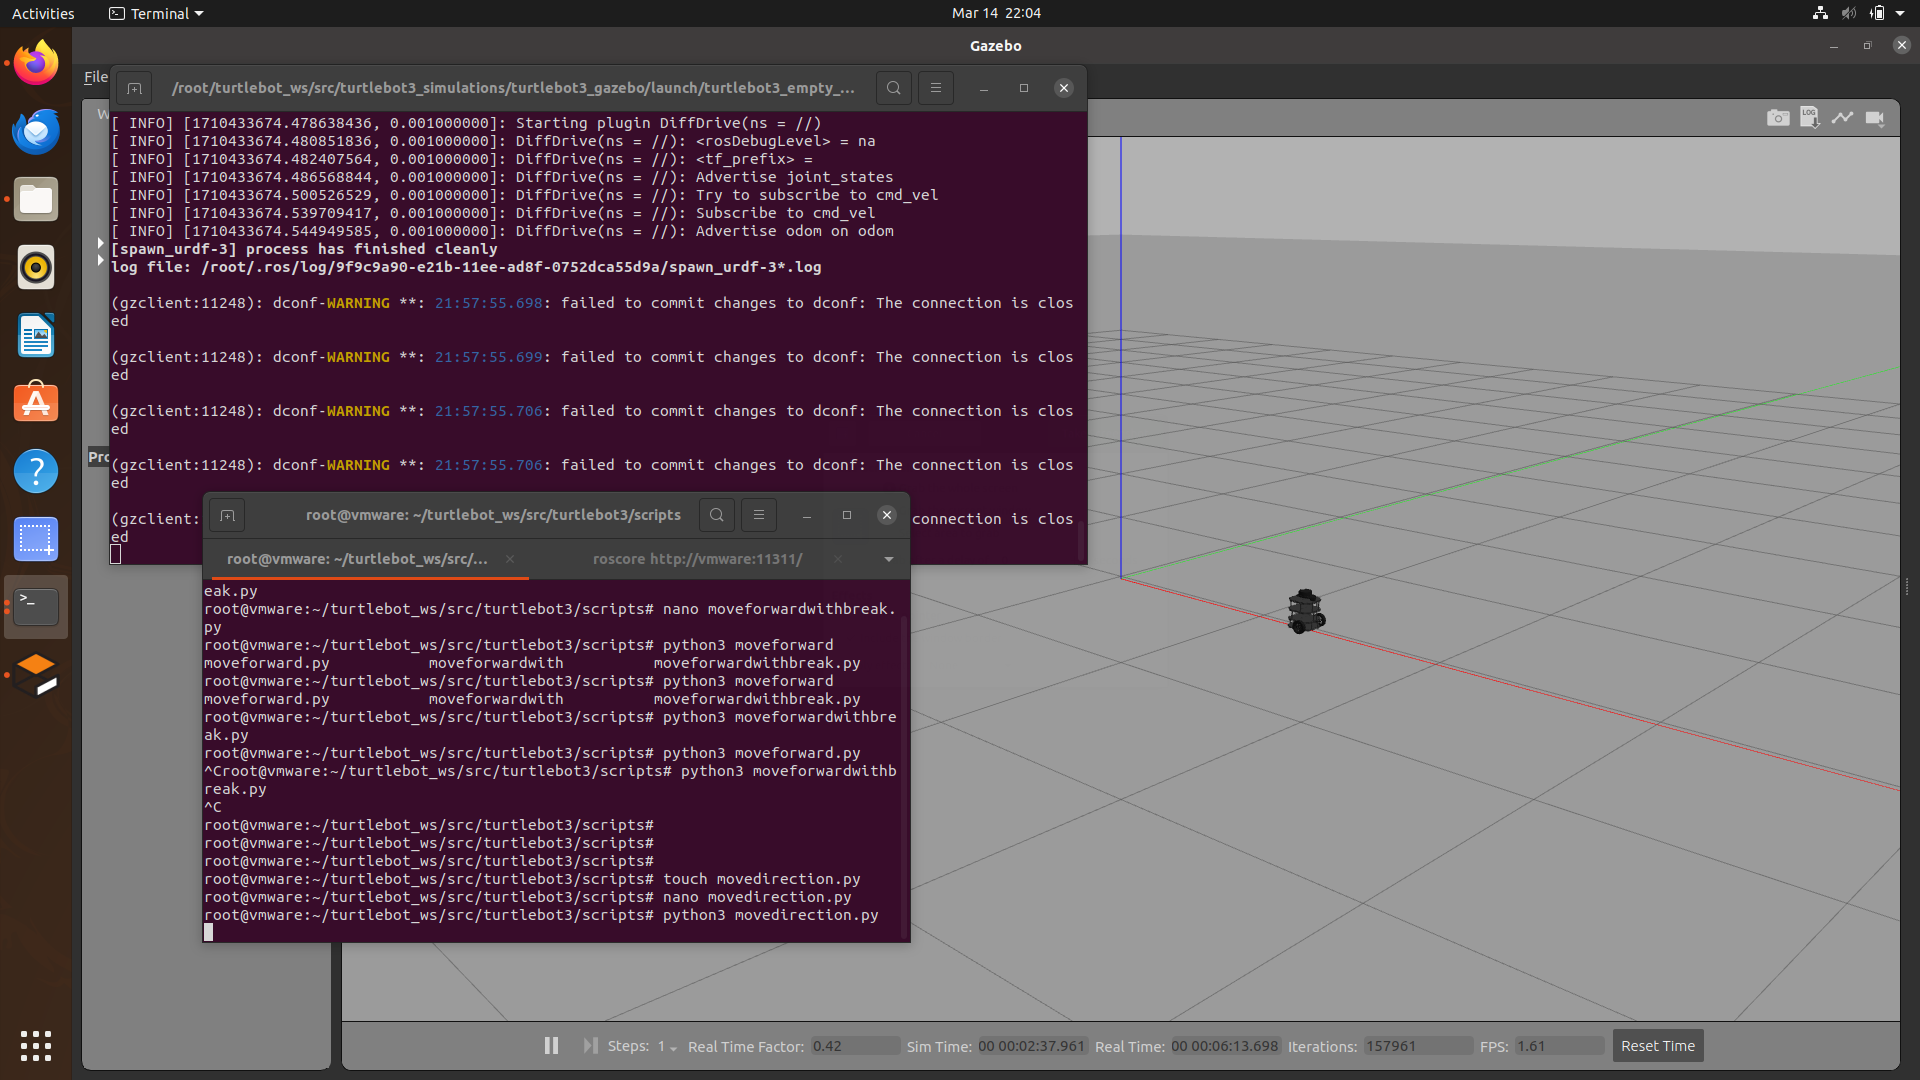 Activities
Terminal
Mar 14 22:04
Gazebo
File
/root/turtlebot_ws/src/turtlebot3_simulations/turtlebot3_gazebo/launch/turtlebot3_empty_...
W
LOG
[ INFO] [1710433674.478638436, 0.001000000]: Starting plugin DiffDrive(ns = //)
[ INFO] [1710433674.480851836, 0.001000000]: DiffDrive(ns = //): <rosDebugLevel> = na
[ INFO] [1710433674.482407564, 0.001000000]: DiffDrive(ns = //): <tf_prefix> =
[ INFO] [1710433674.486568844, 0.001000000]: DiffDrive(ns = //): Advertise joint_states
[ INFO] [1710433674.500526529, 0.001000000]: DiffDrive(ns = //): Try to subscribe to cmd_vel
[ INFO] [1710433674.539709417, 0.001000000]: DiffDrive(ns = //): Subscribe to cmd_vel
[ INFO] [1710433674.544949585, 0.001000000]: DiffDrive(ns = //): Advertise odom on odom
[spawn_urdf-3] process has finished cleanly
log file: /root/.ros/log/9f9c9a90-e21b-11ee-ad8f-0752dca55d9a/spawn_urdf-3*.log
(gzclient:11248): dconf-WARNING **: 21:57:55.698: failed to commit changes to dconf: The connection is clos
ed
(gzclient:11248): dconf-WARNING **: 21:57:55.699: failed to commit changes to dconf: The connection is clos
ed
(gzclient:11248): dconf-WARNING **: 21:57:55.706: failed to commit changes to dconf: The connection is clos
ed
Pro
(gzclient:11248): dconf-WARNING **: 21:57:55.706: failed to commit changes to dconf: The connection is clos
ed
(gzclient:
connection is clos
ed
root@vmware: ~/turtlebot_ws/src/turtlebot3/scripts
root@vmware: ~/turtlebot_ws/src/...
roscore http://vmware:11311/
eak.py
root@vmware:~/turtlebot_ws/src/turtlebot3/scripts# nano moveforwardwithbreak.
py
root@vmware:~/turtlebot_ws/src/turtlebot3/scripts# python3 moveforward
moveforward.py moveforwardwith moveforwardwithbreak.py
root@vmware:~/turtlebot_ws/src/turtlebot3/scripts# python3 moveforward
moveforward.py moveforwardwith moveforwardwithbreak.py
root@vmware:~/turtlebot_ws/src/turtlebot3/scripts# python3 moveforwardwithbre
ak.py
root@vmware:~/turtlebot_ws/src/turtlebot3/scripts# python3 moveforward.py
^Croot@vmware:~/turtlebot_ws/src/turtlebot3/scripts# python3 moveforwardwithb
reak.py
^C
root@vmware:~/turtlebot_ws/src/turtlebot3/scripts#
root@vmware:~/turtlebot_ws/src/turtlebot3/scripts#
root@vmware:~/turtlebot_ws/src/turtlebot3/scripts#
root@vmware:~/turtlebot_ws/src/turtlebot3/scripts# touch movedirection.py
root@vmware:~/turtlebot_ws/src/turtlebot3/scripts# nano movedirection.py
root@vmware:~/turtlebot_ws/src/turtlebot3/scripts# python3 movedirection.py
Steps: 1 Real Time Factor: 0.42 Sim Time: 00 00:02:37.961 Real Time: 00 00:06:13.698 Iterations: 157961 FPS: 1.61 Reset Time